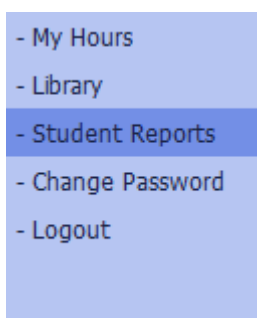 - My Hours
- Library
- Student Reports
- Change Password
- Logout